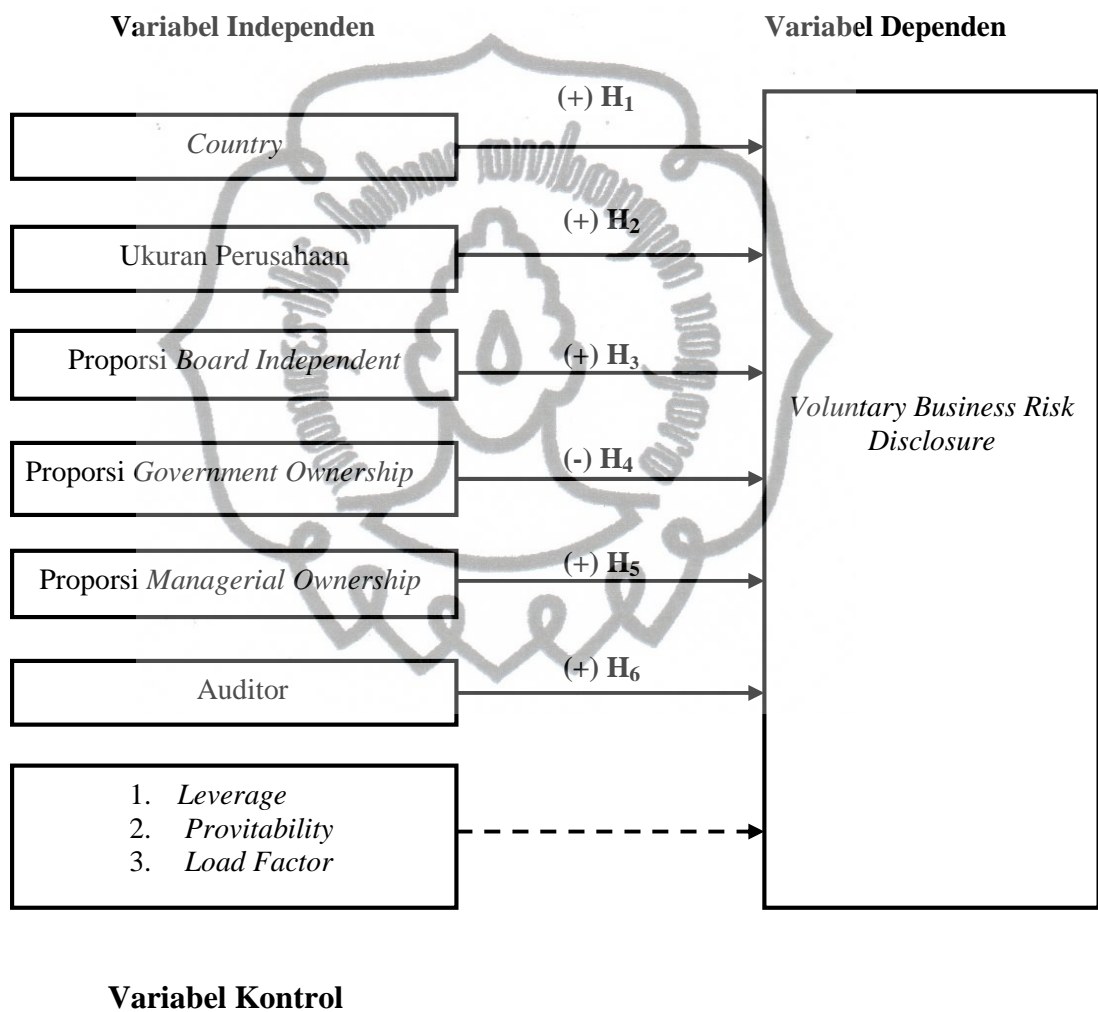 Variabel Independen
Variabel Dependen
Country
(+) H1
Ukuran Perusahaan
(+) H2
Proporsi Board Independent
(+) H3
Proporsi Government Ownership
(-) H4
Proporsi Managerial Ownership
(+) H5
Auditor
(+) H6
Voluntary Business Risk
Disclosure
1. Leverage
2. Provitability
3. Load Factor
Variabel Kontrol